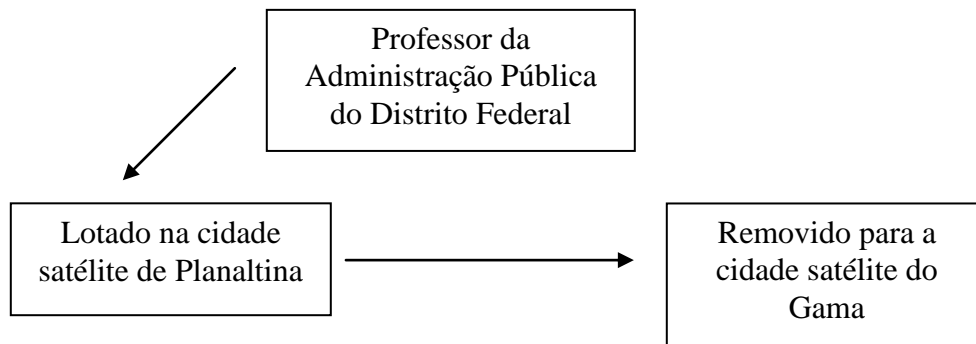 Professor da
Administração Pública
do Distrito Federal
Lotado na cidade
satélite de Planaltina
Removido para a
cidade satélite do
Gama